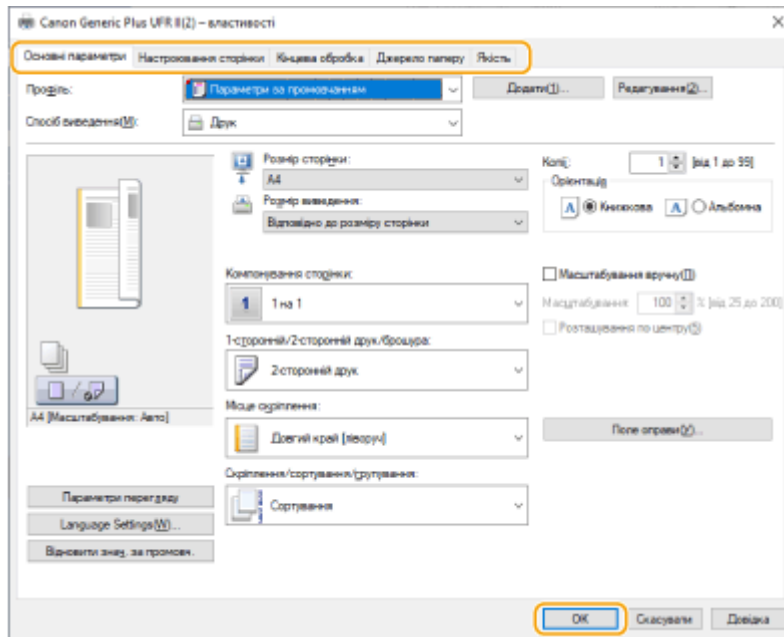 Canon Generic Plus UFR II(2) – властивості
Основні параметри Настроювання сторінки Кінцева обробка Джерело паперу Якість
Профіль: Параметри за промовчанням Додати(1)... Редагування(2)...
Спосіб виведення(M): Друк
Розмір сторінки: Копії: 1 [від 1 до 99]
A4 Орієнтація
Розмір виведення: Книжкова Альбомна
Відповідно до розміру сторінки
Компонування сторінки: Масштабування вручну(П)
1 1 на 1 Масштабування: 100 % [від 25 до 200]
Розташування по центру(5)
1-сторонній/2-сторонній друк/брошура:
2-сторонній друк
A4 [Масштабування: Авто] Місце скріплення:
Довгий край [ліворуч] Поле оправи(У)...
Скріплення/сортування/групування:
Параметри перегляду Сортування
Language Settings(W)...
Відновити знач. за промовч.
OK Скасувати Довідка